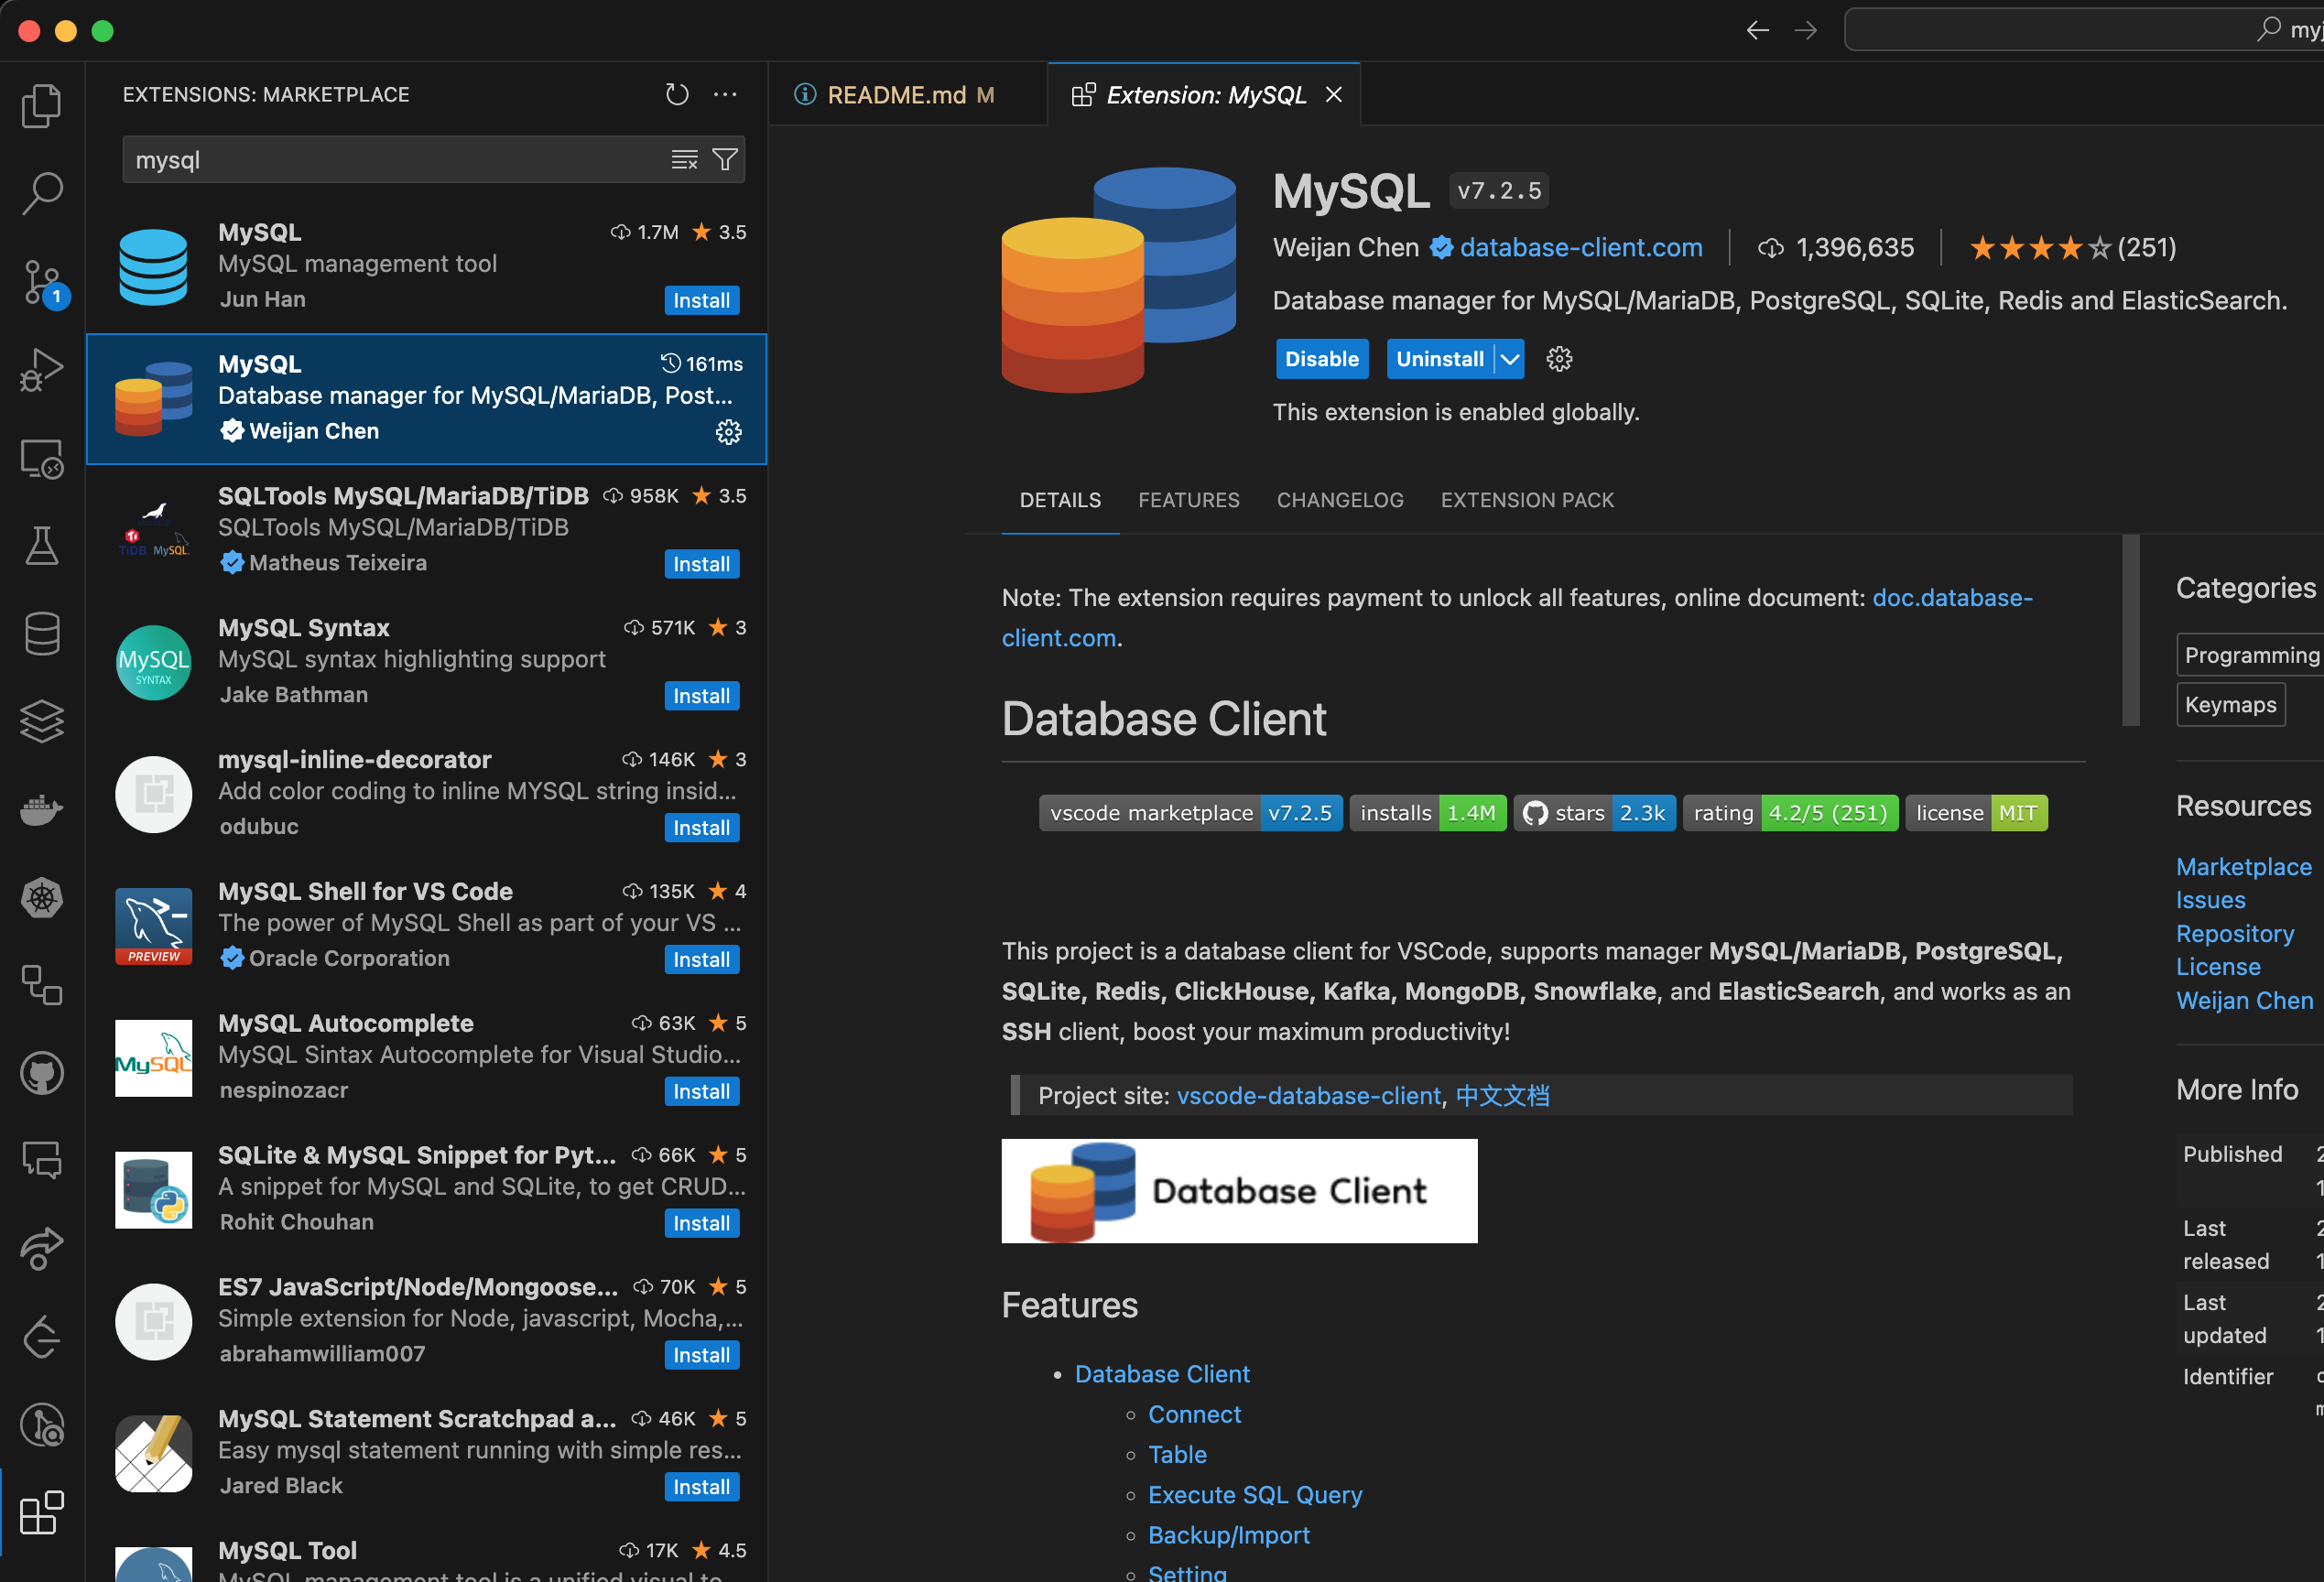 myj
EXTENSIONS: MARKETPLACE
mysql
MySQL 1.7M 3.5
MySQL management tool
Jun Han Install
MySQL 161ms
Database manager for MySQL/MariaDB, Post...
Weijan Chen
SQLTools MySQL/MariaDB/TiDB 958K 3.5
SQLTools MySQL/MariaDB/TiDB
Matheus Teixeira Install
TiDB MySQL
MySQL Syntax 571K 3
MySQL syntax highlighting support
Jake Bathman Install
MySQL
SYNTAX
mysql-inline-decorator 146K 3
Add color coding to inline MYSQL string insid...
odubuc Install
MySQL Shell for VS Code 135K 4
The power of MySQL Shell as part of your VS ...
Oracle Corporation Install
PREVIEW
MySQL Autocomplete 63K 5
MySQL Sintax Autocomplete for Visual Studio...
nespinozacr Install
MySQL
SQLite & MySQL Snippet for Pyt... 66K 5
A snippet for MySQL and SQLite, to get CRUD...
Rohit Chouhan Install
ES7 JavaScript/Node/Mongoose... 70K 5
Simple extension for Node, javascript, Mocha,...
abrahamwilliam007 Install
MySQL Statement Scratchpad a... 46K 5
Easy mysql statement running with simple res...
Jared Black Install
MySQL Tool 17K 4.5
MySQL management tool is a unified visual to...
1
README.md M
Extension: MySQL
MySQL v7.2.5
Weijan Chen database-client.com 1,396,635 (251)
Database manager for MySQL/MariaDB, PostgreSQL, SQLite, Redis and ElasticSearch.
Disable Uninstall
This extension is enabled globally.
DETAILS FEATURES CHANGELOG EXTENSION PACK
Note: The extension requires payment to unlock all features, online document: doc.database-
client.com.
Database Client
vscode marketplace v7.2.5 installs 1.4M stars 2.3k rating 4.2/5 (251) license MIT
This project is a database client for VSCode, supports manager MySQL/MariaDB, PostgreSQL,
SQLite, Redis, ClickHouse, Kafka, MongoDB, Snowflake, and ElasticSearch, and works as an
SSH client, boost your maximum productivity!
Project site: vscode-database-client, 中文文档
Database Client
Features
• Database Client
Connect
Table
Execute SQL Query
Backup/Import
Setting
Categories
Programming
Keymaps
Resources
Marketplace
Issues
Repository
License
Weijan Chen
More Info
Published
Last
released
Last
updated
Identifier